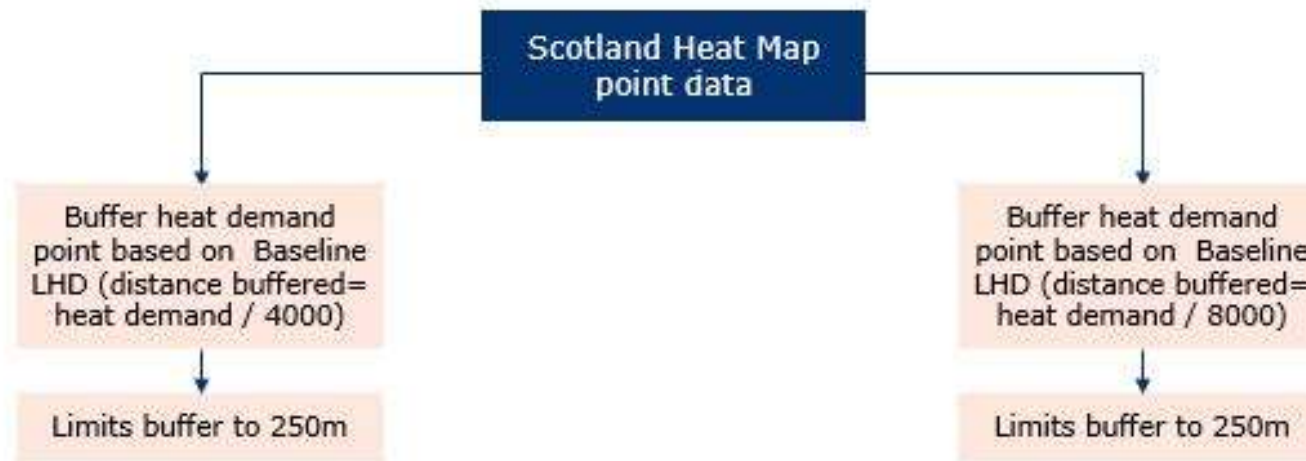 Scotland Heat Map
point data
Buffer heat demand
point based on  Baseline
LHD (distance buffered=
heat demand / 4000)
Limits buffer to 250m
Buffer heat demand
point based on  Baseline
LHD (distance buffered=
heat demand / 8000)
Limits buffer to 250m